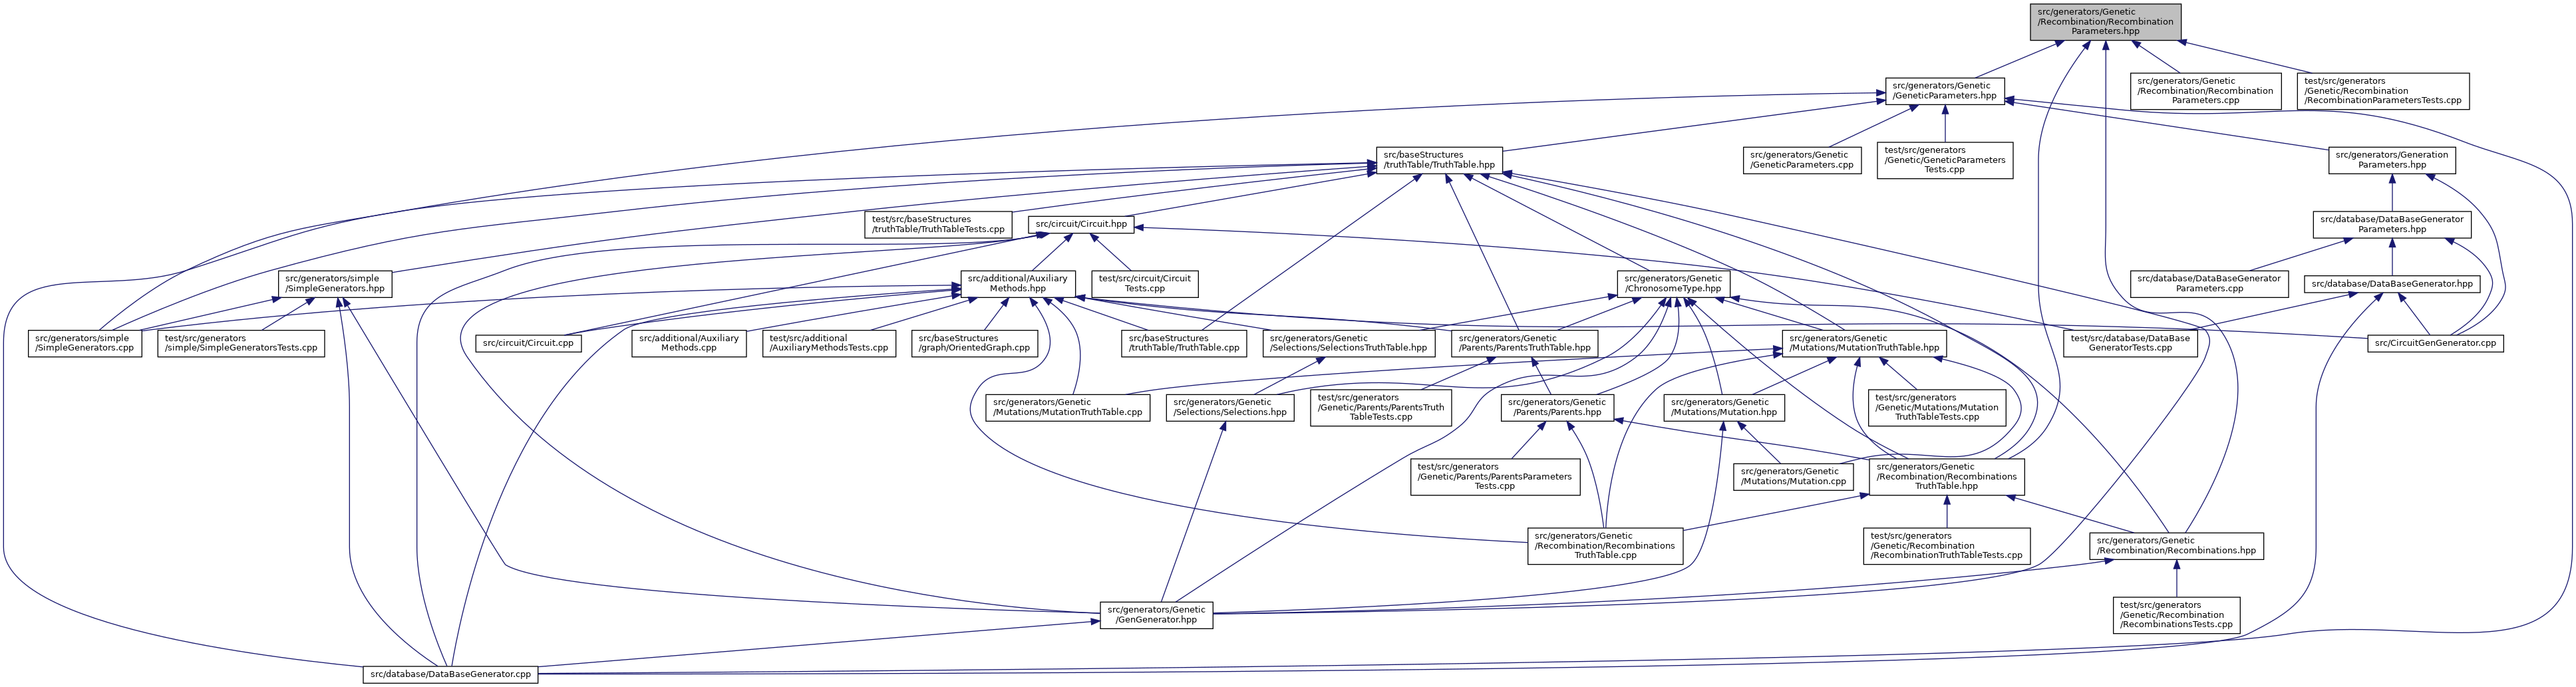 src/generators/Genetic
/Recombination/Recombination
Parameters.hpp
src/generators/Genetic
/GeneticParameters.hpp
src/generators/Genetic
/Recombination/Recombination
Parameters.cpp
test/src/generators
/Genetic/Recombination
/RecombinationParametersTests.cpp
src/baseStructures
/truthTable/TruthTable.hpp
src/generators/Genetic
/GeneticParameters.cpp
test/src/generators
/Genetic/GeneticParameters
Tests.cpp
src/generators/Generation
Parameters.hpp
test/src/baseStructures
/truthTable/TruthTableTests.cpp
src/circuit/Circuit.hpp
src/database/DataBaseGenerator
Parameters.hpp
src/generators/simple
/SimpleGenerators.hpp
src/additional/Auxiliary
Methods.hpp
test/src/circuit/Circuit
Tests.cpp
src/generators/Genetic
/ChronosomeType.hpp
src/database/DataBaseGenerator
Parameters.cpp
src/database/DataBaseGenerator.hpp
src/generators/simple
/SimpleGenerators.cpp
test/src/generators
/simple/SimpleGeneratorsTests.cpp
src/circuit/Circuit.cpp
src/additional/Auxiliary
Methods.cpp
test/src/additional
/AuxiliaryMethodsTests.cpp
src/baseStructures
/graph/OrientedGraph.cpp
src/baseStructures
/truthTable/TruthTable.cpp
src/generators/Genetic
/Selections/SelectionsTruthTable.hpp
src/generators/Genetic
/Parents/ParentsTruthTable.hpp
src/generators/Genetic
/Mutations/MutationTruthTable.hpp
test/src/database/DataBase
GeneratorTests.cpp
src/CircuitGenGenerator.cpp
src/generators/Genetic
/Mutations/MutationTruthTable.cpp
src/generators/Genetic
/Selections/Selections.hpp
test/src/generators
/Genetic/Parents/ParentsTruth
TableTests.cpp
src/generators/Genetic
/Parents/Parents.hpp
src/generators/Genetic
/Mutations/Mutation.hpp
test/src/generators
/Genetic/Mutations/Mutation
TruthTableTests.cpp
test/src/generators
/Genetic/Parents/ParentsParameters
Tests.cpp
src/generators/Genetic
/Mutations/Mutation.cpp
src/generators/Genetic
/Recombination/Recombinations
TruthTable.hpp
src/generators/Genetic
/Recombination/Recombinations
TruthTable.cpp
test/src/generators
/Genetic/Recombination
/RecombinationTruthTableTests.cpp
src/generators/Genetic
/Recombination/Recombinations.hpp
src/generators/Genetic
/GenGenerator.hpp
test/src/generators
/Genetic/Recombination
/RecombinationsTests.cpp
src/database/DataBaseGenerator.cpp